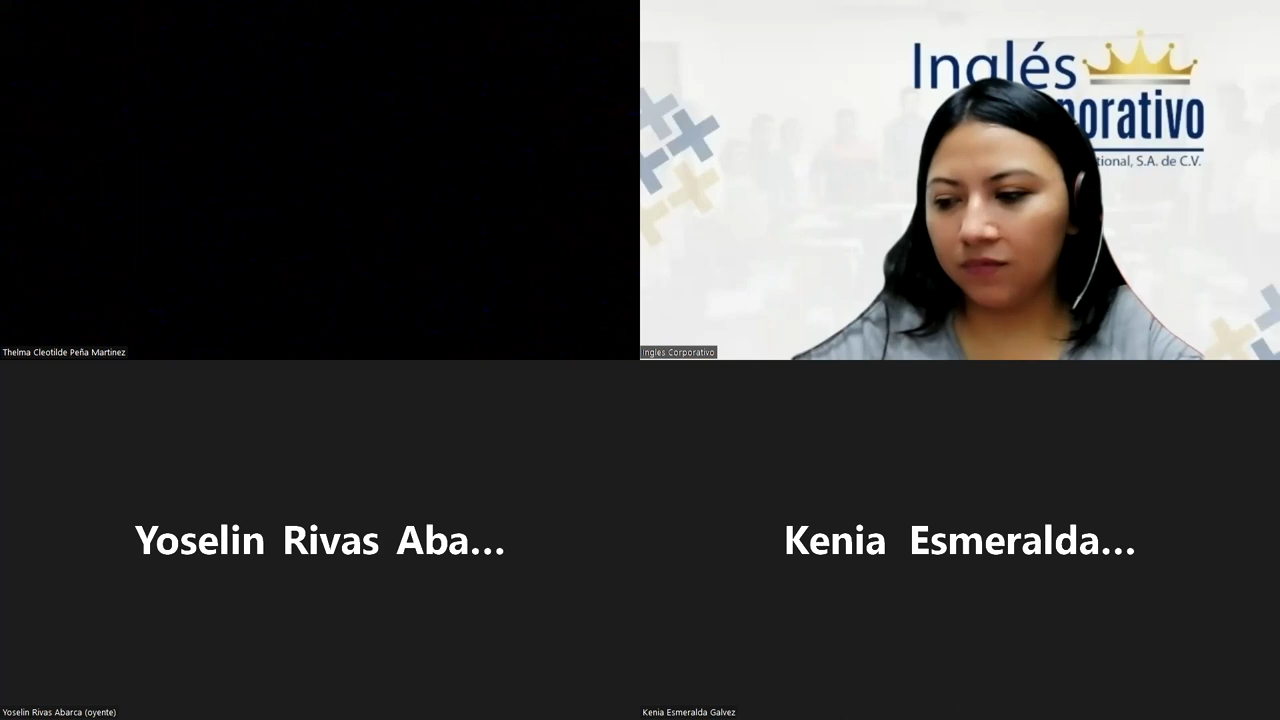 Inglés
porativo
tional, S.A. de C.V.
Thelma Cleotilde Peña Martinez
Ingles Corporativo
Yoselin Rivas Aba...
Kenia Esmeralda...
Yoselin Rivas Abarca (oyente)
Kenia Esmeralda Galvez